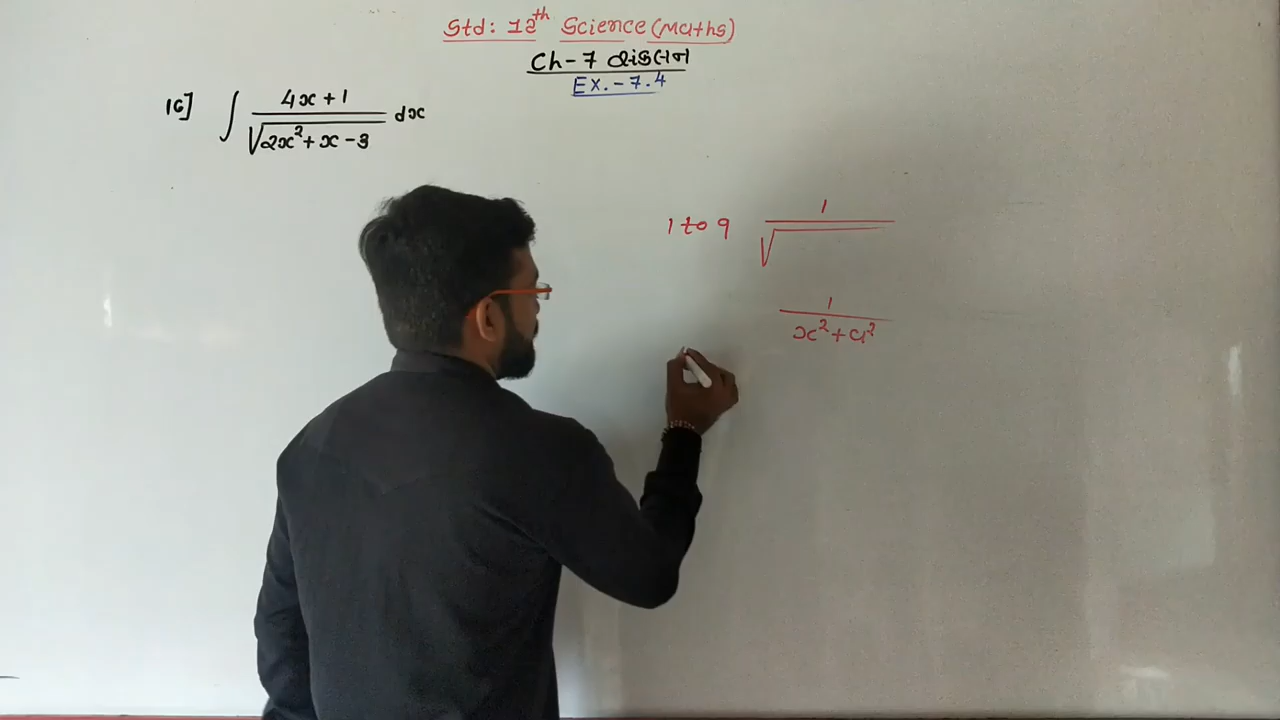 Std: 12th Science (Maths)
Ch-7 વિકલન
Ex.-7.4
16] ∫ (4x + 1) / √(2x² + x - 3) dx
1 to 9 1 / √
1 / (x² + a²)